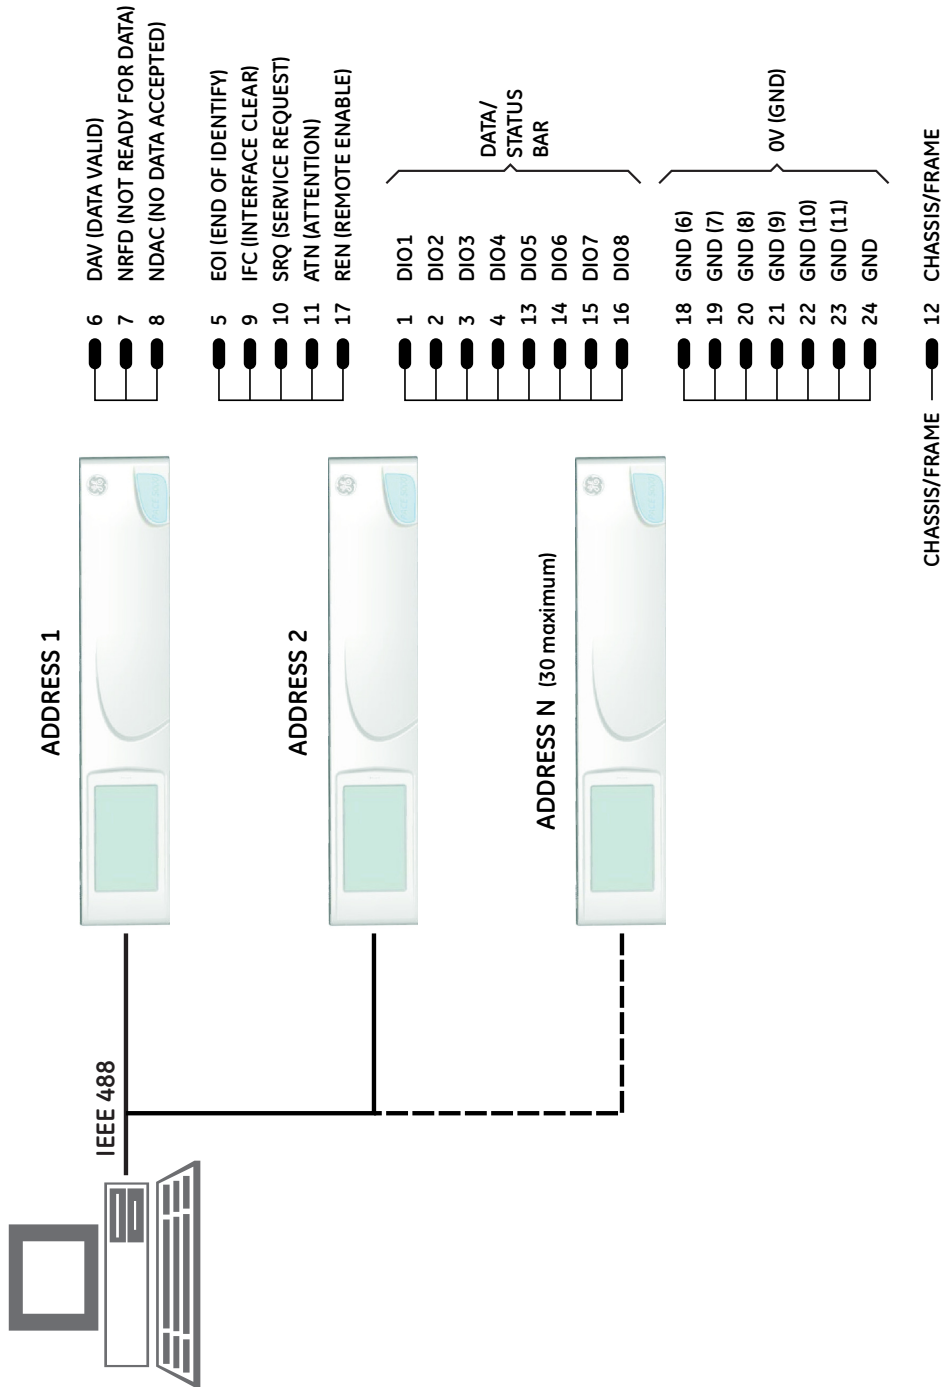 IEEE 488
ADDRESS 1
ADDRESS 2
ADDRESS N (30 maximum)
6 DAV (DATA VALID)
7 NRFD (NOT READY FOR DATA)
8 NDAC (NO DATA ACCEPTED)
5 EOI (END OF IDENTIFY)
9 IFC (INTERFACE CLEAR)
10 SRQ (SERVICE REQUEST)
11 ATN (ATTENTION)
17 REN (REMOTE ENABLE)
1 DIO1
2 DIO2
3 DIO3
4 DIO4
13 DIO5
14 DIO6
15 DIO7
16 DIO8
DATA/
STATUS
BAR
18 GND (6)
19 GND (7)
20 GND (8)
21 GND (9)
22 GND (10)
23 GND (11)
24 GND
0V (GND)
CHASSIS/FRAME 12 CHASSIS/FRAME